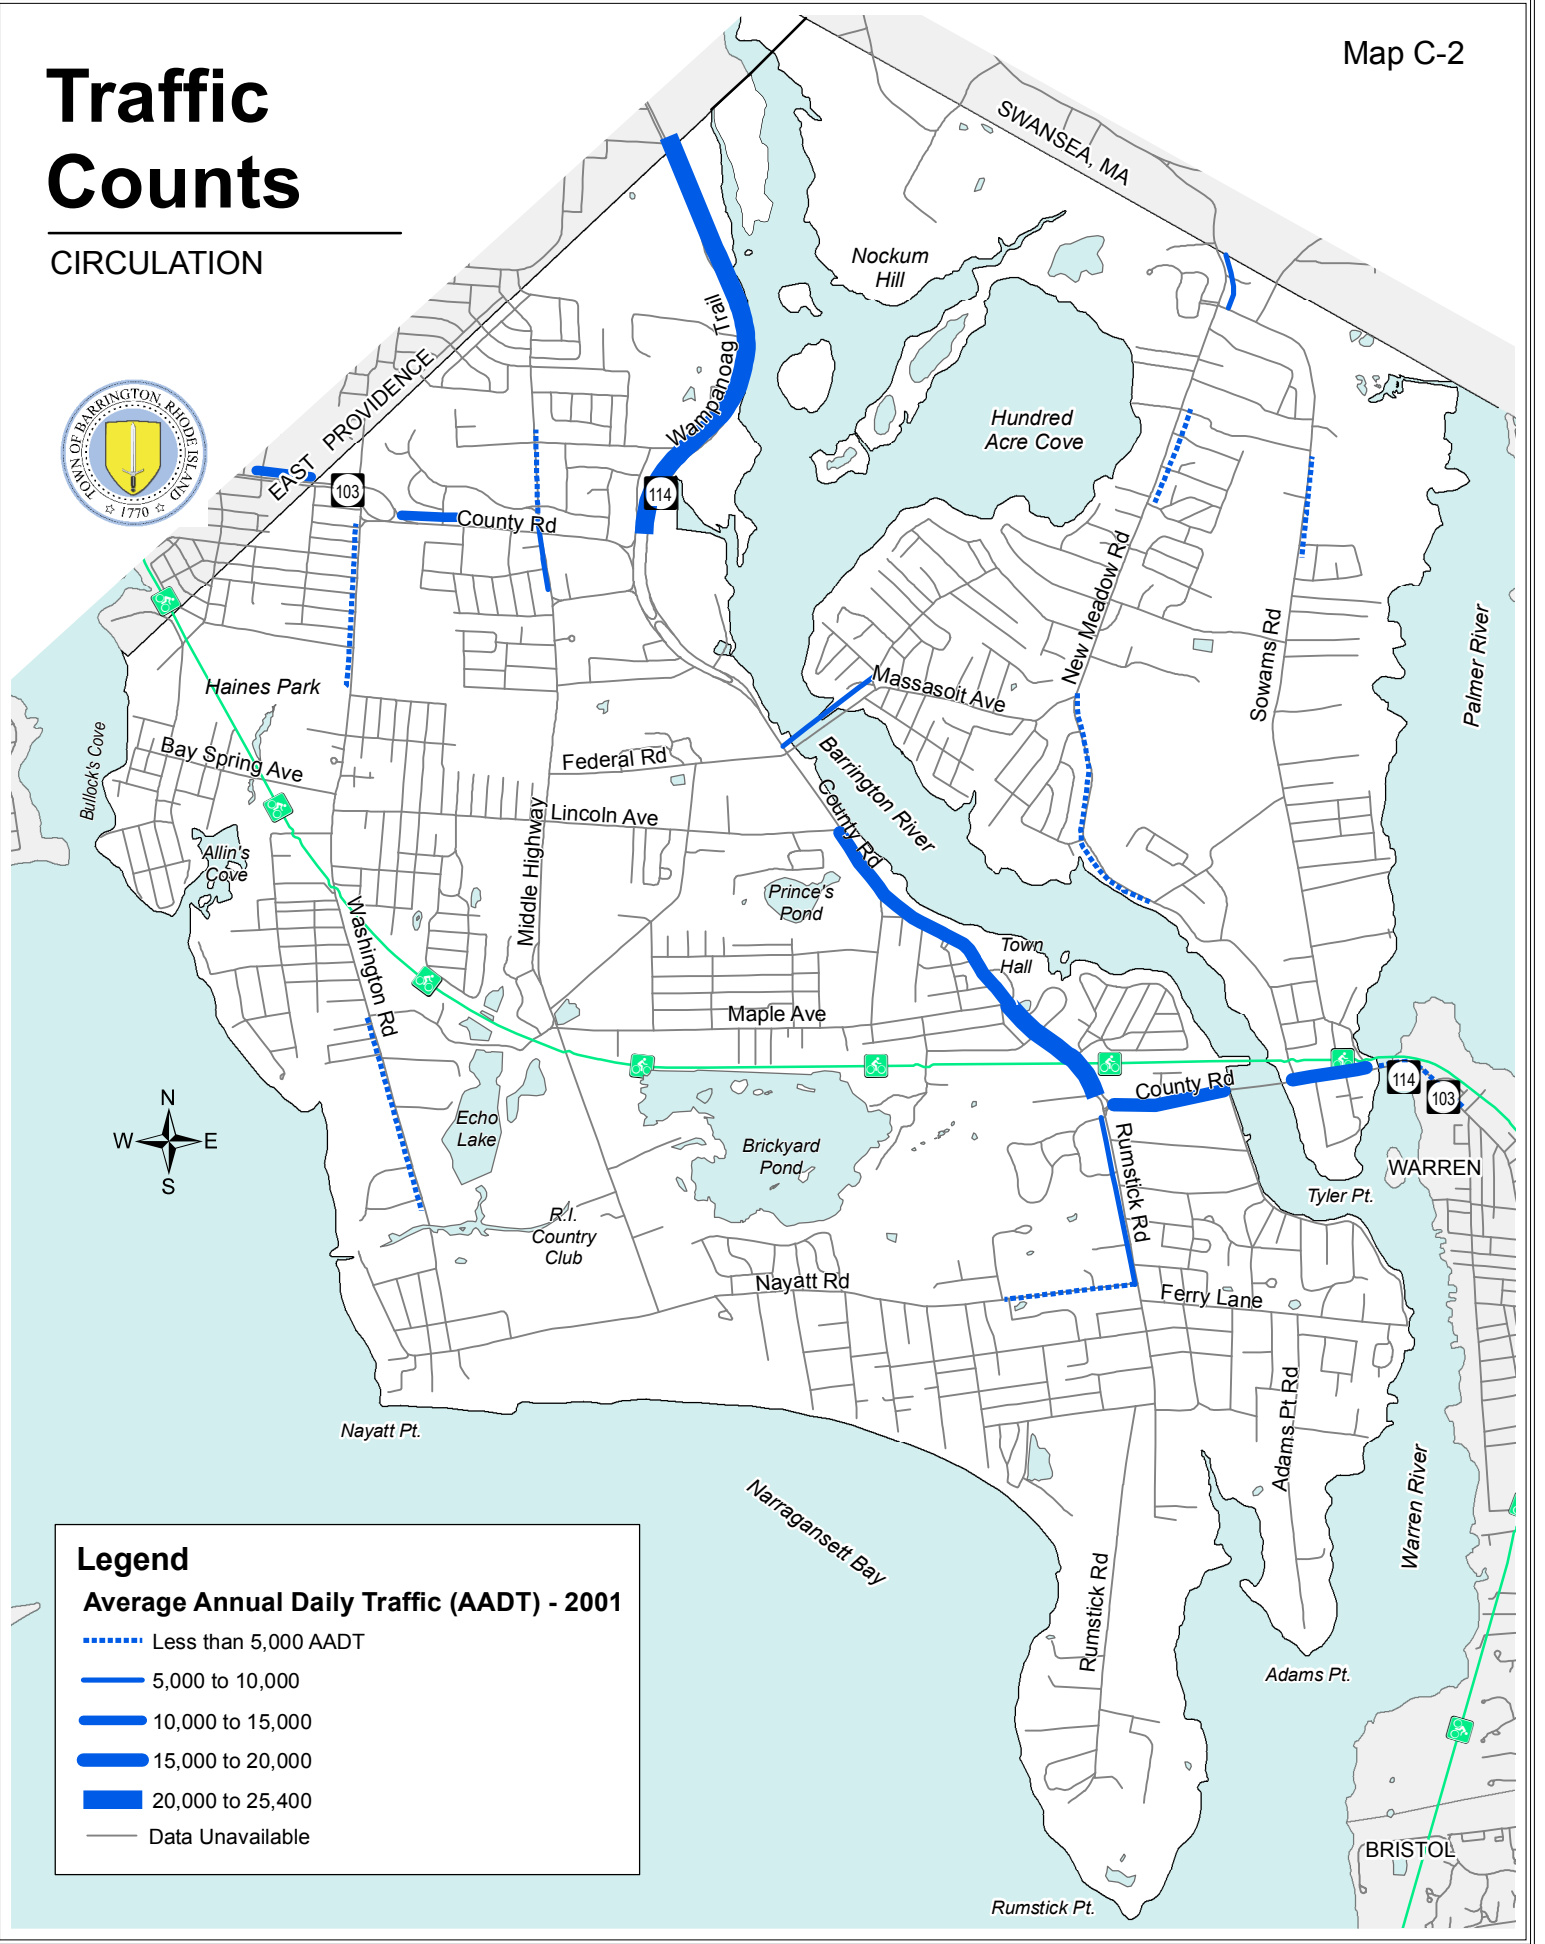 Map C-2
Traffic
Counts
CIRCULATION
SWANSEA, MA
Nockum
Hill
Wampanoag Trail
EAST PROVIDENCE
TOWN OF BARRINGTON, RHODE ISLAND
☆ 1770 ☆
Hundred
Acre Cove
103
114
County Rd
New Meadow Rd
Sowams Rd
Palmer River
Haines Park
Massasoit Ave
Bullock's Cove
Bay Spring Ave
Federal Rd
Barrington River
Lincoln Ave
County Rd
Allin's
Cove
Middle Highway
Prince's
Pond
Washington Rd
Town
Hall
Maple Ave
County Rd
114
103
N
W E
S
Echo
Lake
Brickyard
Pond
Rumstick Rd
WARREN
Tyler Pt.
R.I.
Country
Club
Nayatt Rd
Ferry Lane
Adams Pt Rd
Nayatt Pt.
Narragansett Bay
Warren River
Rumstick Rd
Adams Pt.
Legend
Average Annual Daily Traffic (AADT) - 2001
Less than 5,000 AADT
5,000 to 10,000
10,000 to 15,000
15,000 to 20,000
20,000 to 25,400
Data Unavailable
BRISTOL
Rumstick Pt.